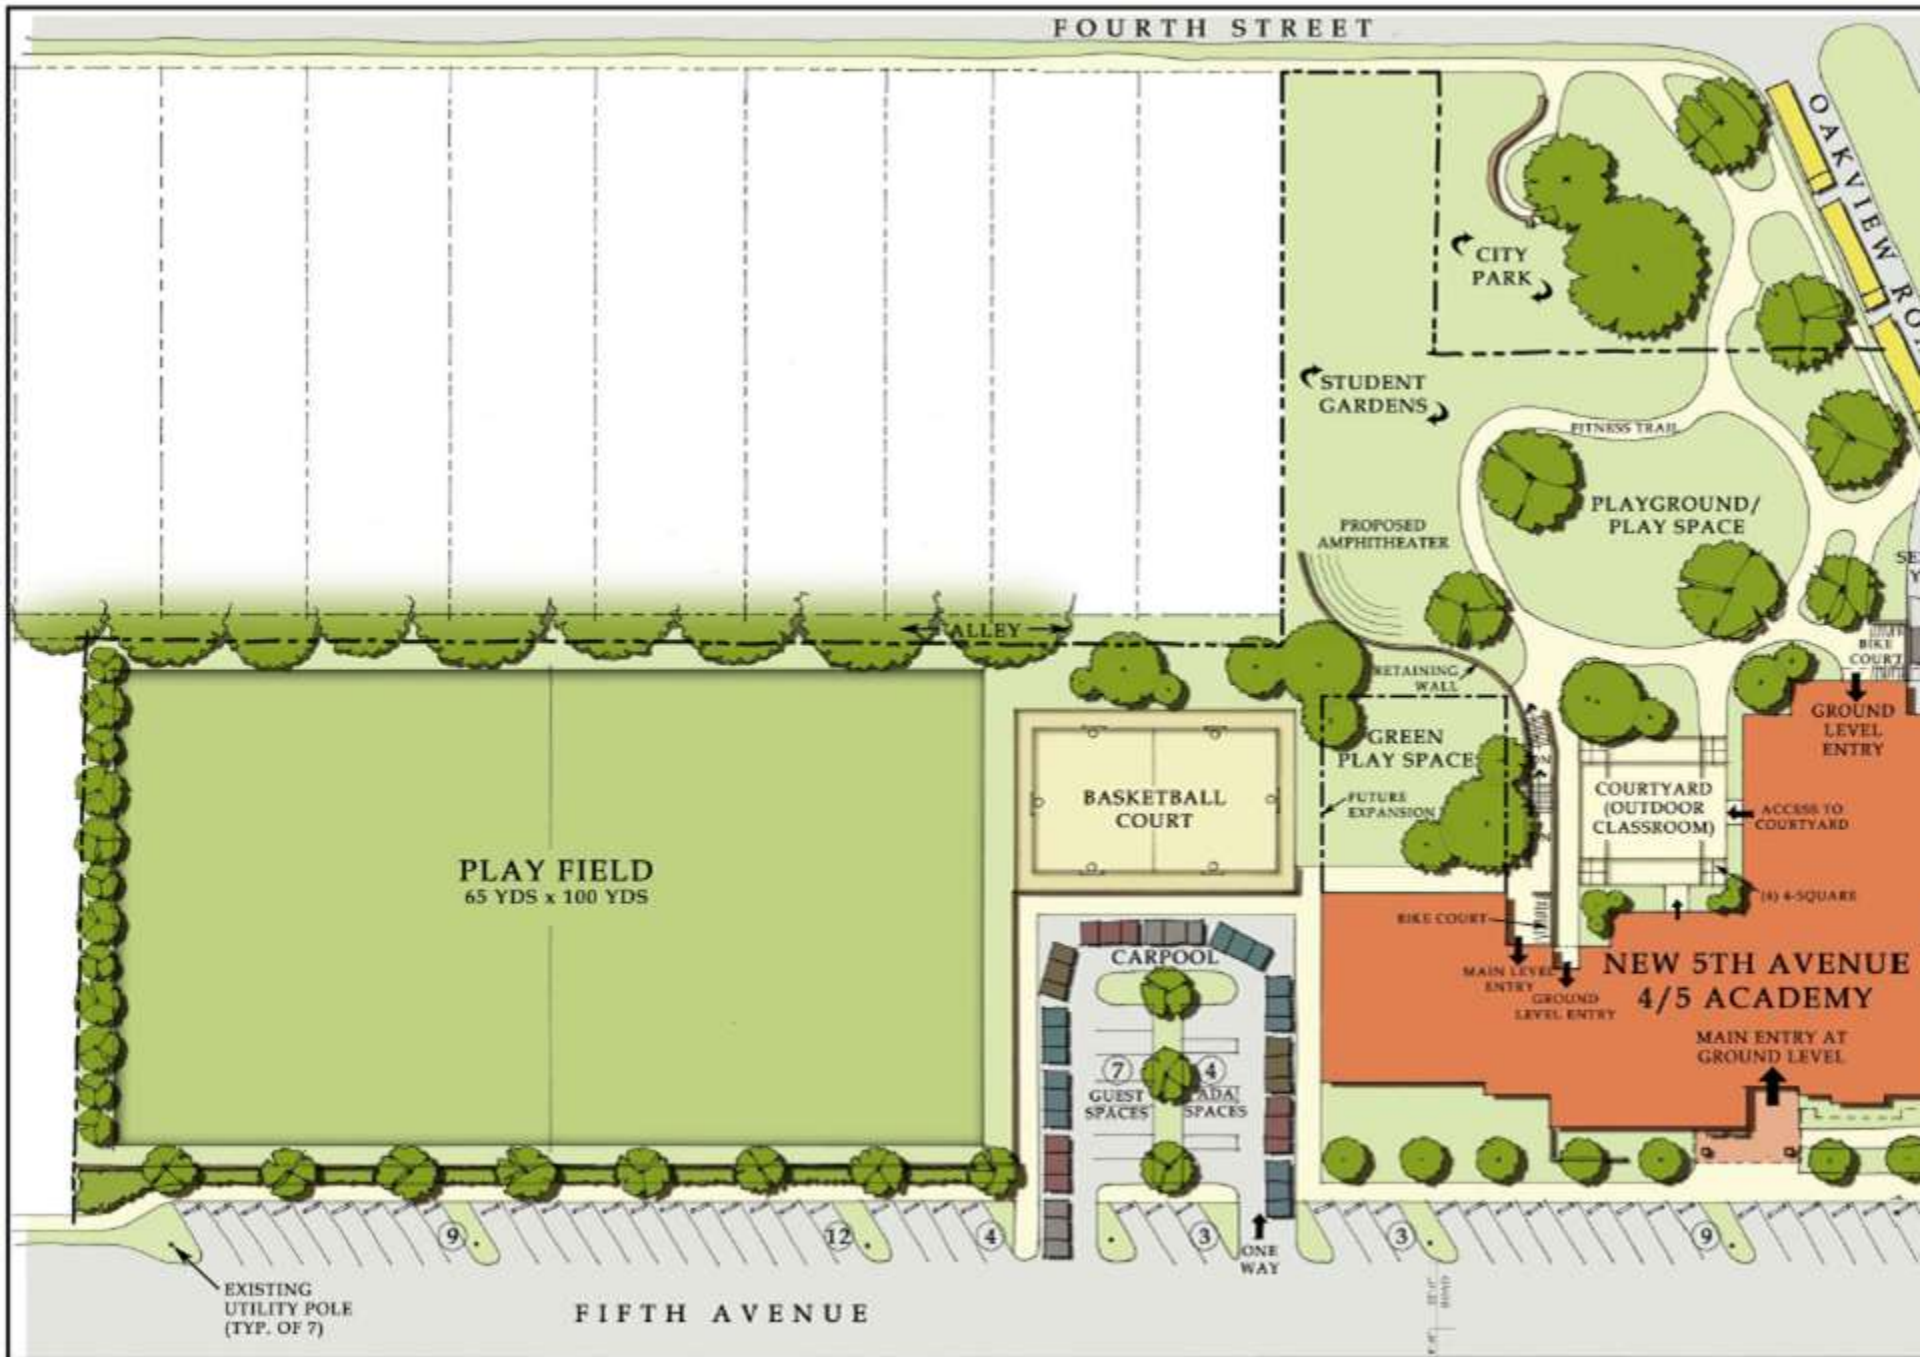 FOURTH STREET
OAKVIEW
CITY
PARK
STUDENT
GARDENS
FITNESS TRAIL
PLAYGROUND/
PLAY SPACE
PROPOSED
AMPHITHEATER
ALLEY
RETAINING
WALL
BIKE
COURT
GROUND
LEVEL
ENTRY
GREEN
PLAY SPACE
FUTURE
EXPANSION
BASKETBALL
COURT
COURTYARD
(OUTDOOR
CLASSROOM)
ACCESS TO
COURTYARD
(4) 4-SQUARE
PLAY FIELD
65 YDS x 100 YDS
BIKE COURT
MAIN LEVEL
ENTRY
GROUND
LEVEL ENTRY
NEW 5TH AVENUE
4/5 ACADEMY
MAIN ENTRY AT
GROUND LEVEL
CARPOOL
7
GUEST
SPACES
4
ADA
SPACES
9
12
4
3
3
9
ONE
WAY
EXISTING
UTILITY POLE
(TYP. OF 7)
FIFTH AVENUE